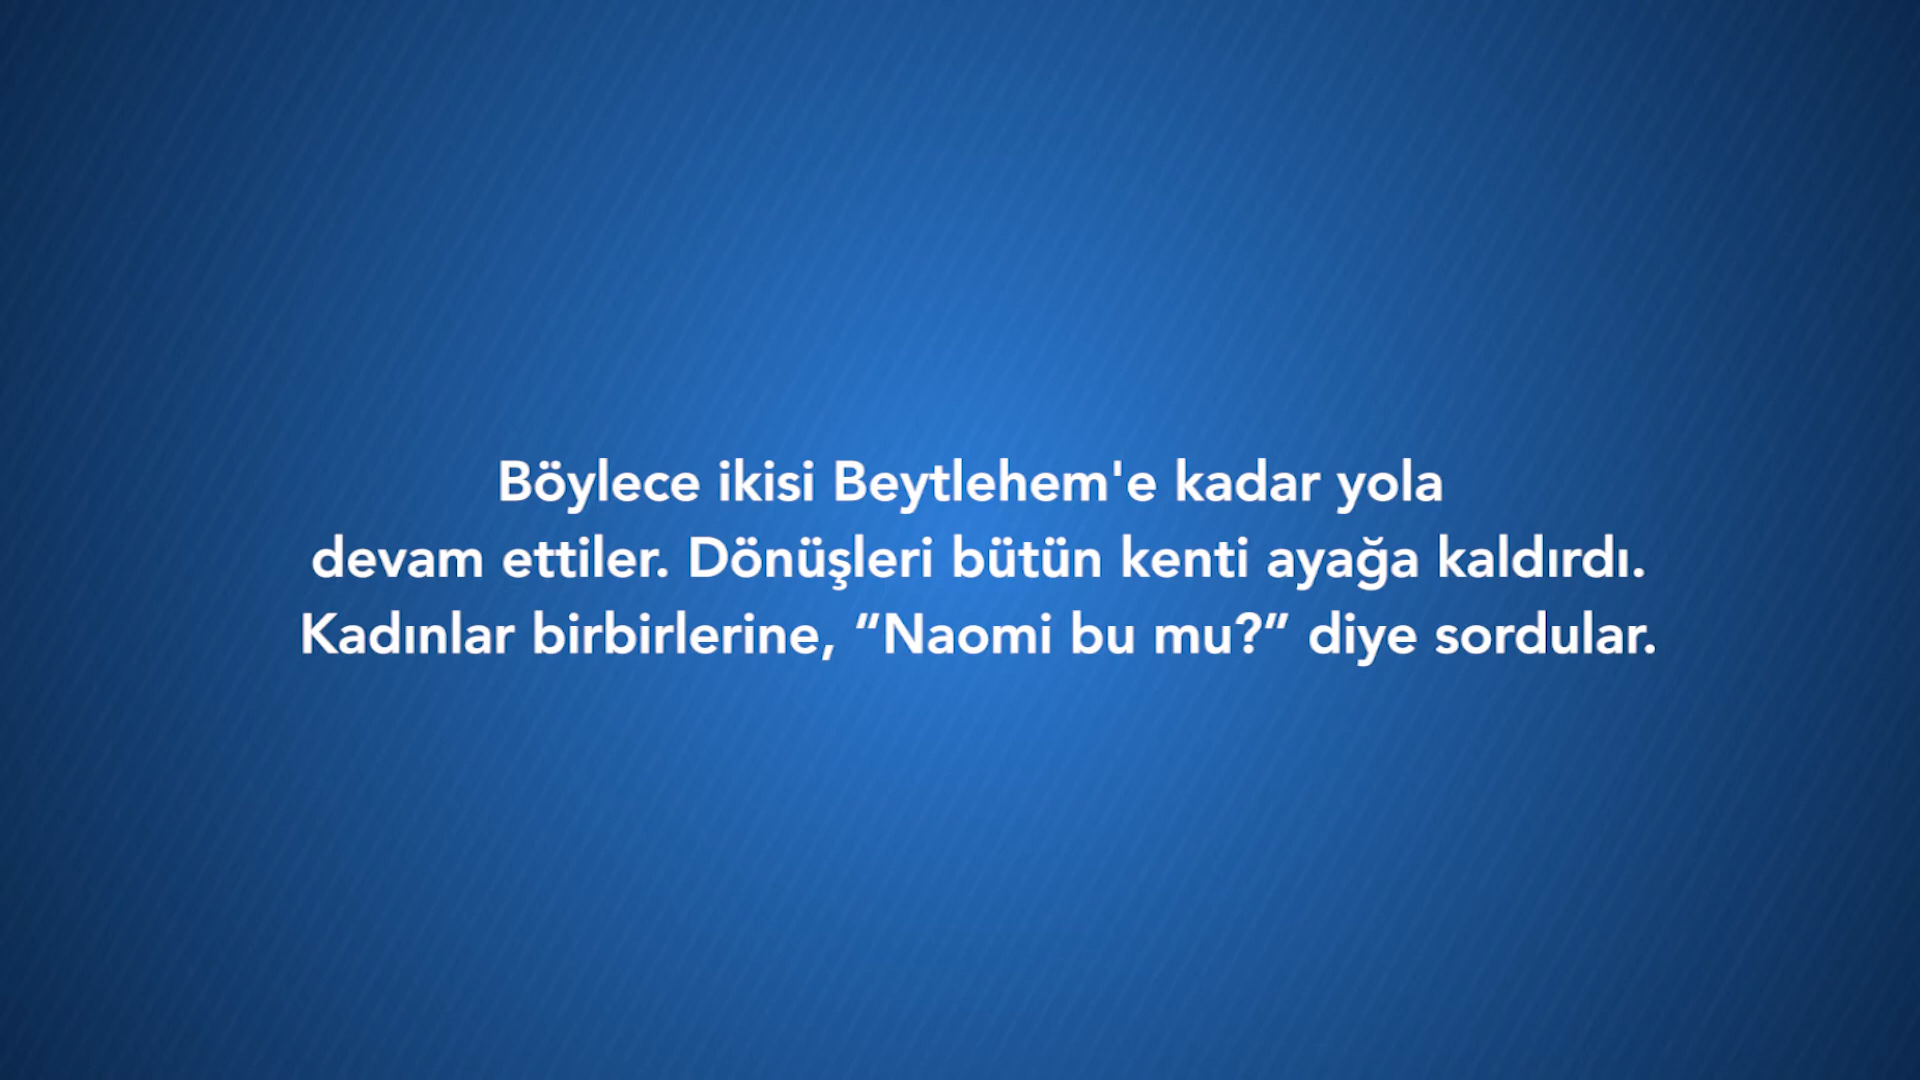 Böylece ikisi Beytlehem'e kadar yola
devam ettiler. Dönüşleri bütün kenti ayağa kaldırdı.
Kadınlar birbirlerine, “Naomi bu mu?” diye sordular.